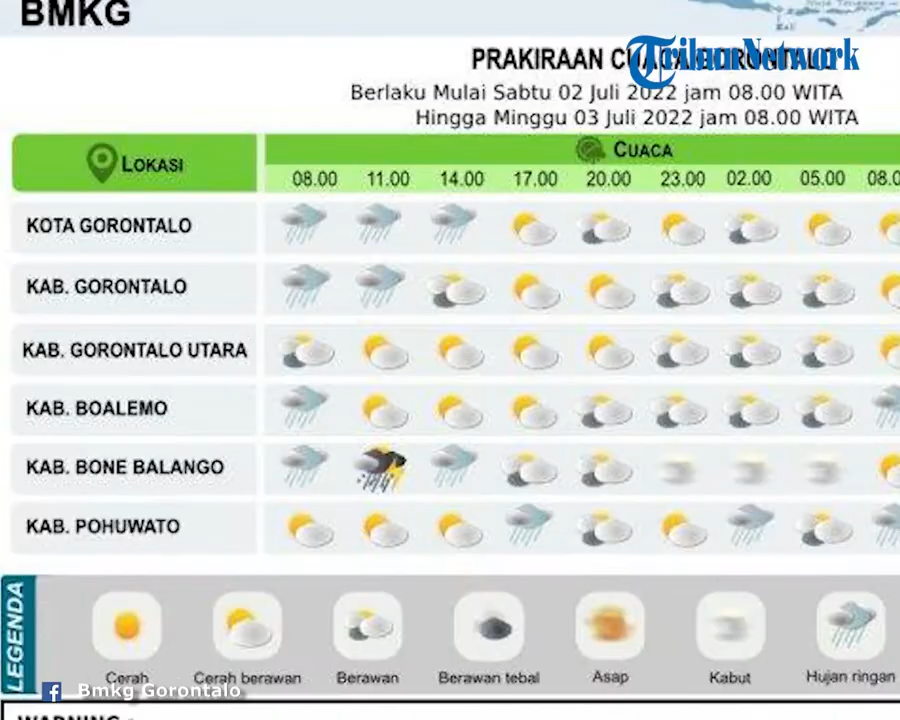 BMKG
PRAKIRAAN CUACA GORONTALO
Tribun Network
Berlaku Mulai Sabtu 02 Juli 2022 jam 08.00 WITA
Hingga Minggu 03 Juli 2022 jam 08.00 WITA
LOKASI
CUACA
08.00 11.00 14.00 17.00 20.00 23.00 02.00 05.00 08.0
KOTA GORONTALO
KAB. GORONTALO
KAB. GORONTALO UTARA
KAB. BOALEMO
KAB. BONE BALANGO
KAB. POHUWATO
LEGENDA
Cerah Cerah berawan Berawan Berawan tebal Asap Kabut Hujan ringan
Bmkg Gorontalo
WARNING :